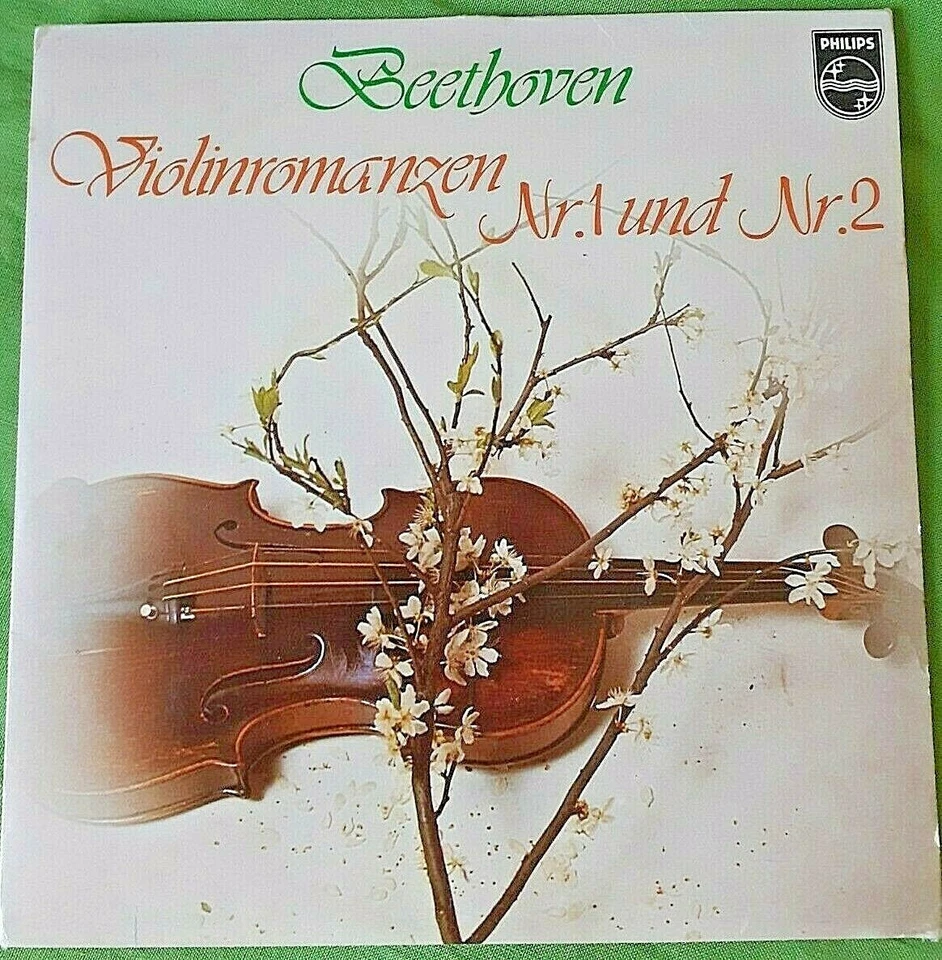 Beethoven
PHILIPS
Violinromanzen
Nr.1 und Nr.2